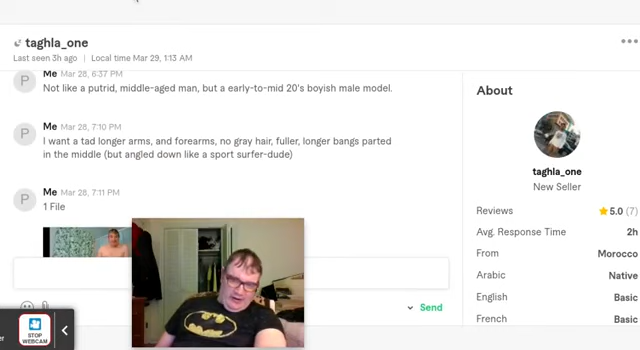 taghla_one
Last seen 3h ago | Local time Mar 29, 1:13 AM
Me Mar 28, 6:37 PM
P
Not like a putrid, middle-aged man, but a early-to-mid 20's boyish male model.
Me Mar 28, 7:10 PM
P
I want a tad longer arms, and forearms, no gray hair, fuller, longer bangs parted
in the middle (but angled down like a sport surfer-dude)
Me Mar 28, 7:11 PM
P
1 File
Send
STOP
WEBCAM
About
taghla_one
New Seller
Reviews 5.0 (7)
Avg. Response Time 2h
From Morocco
Arabic Native
English Basic
French Basic